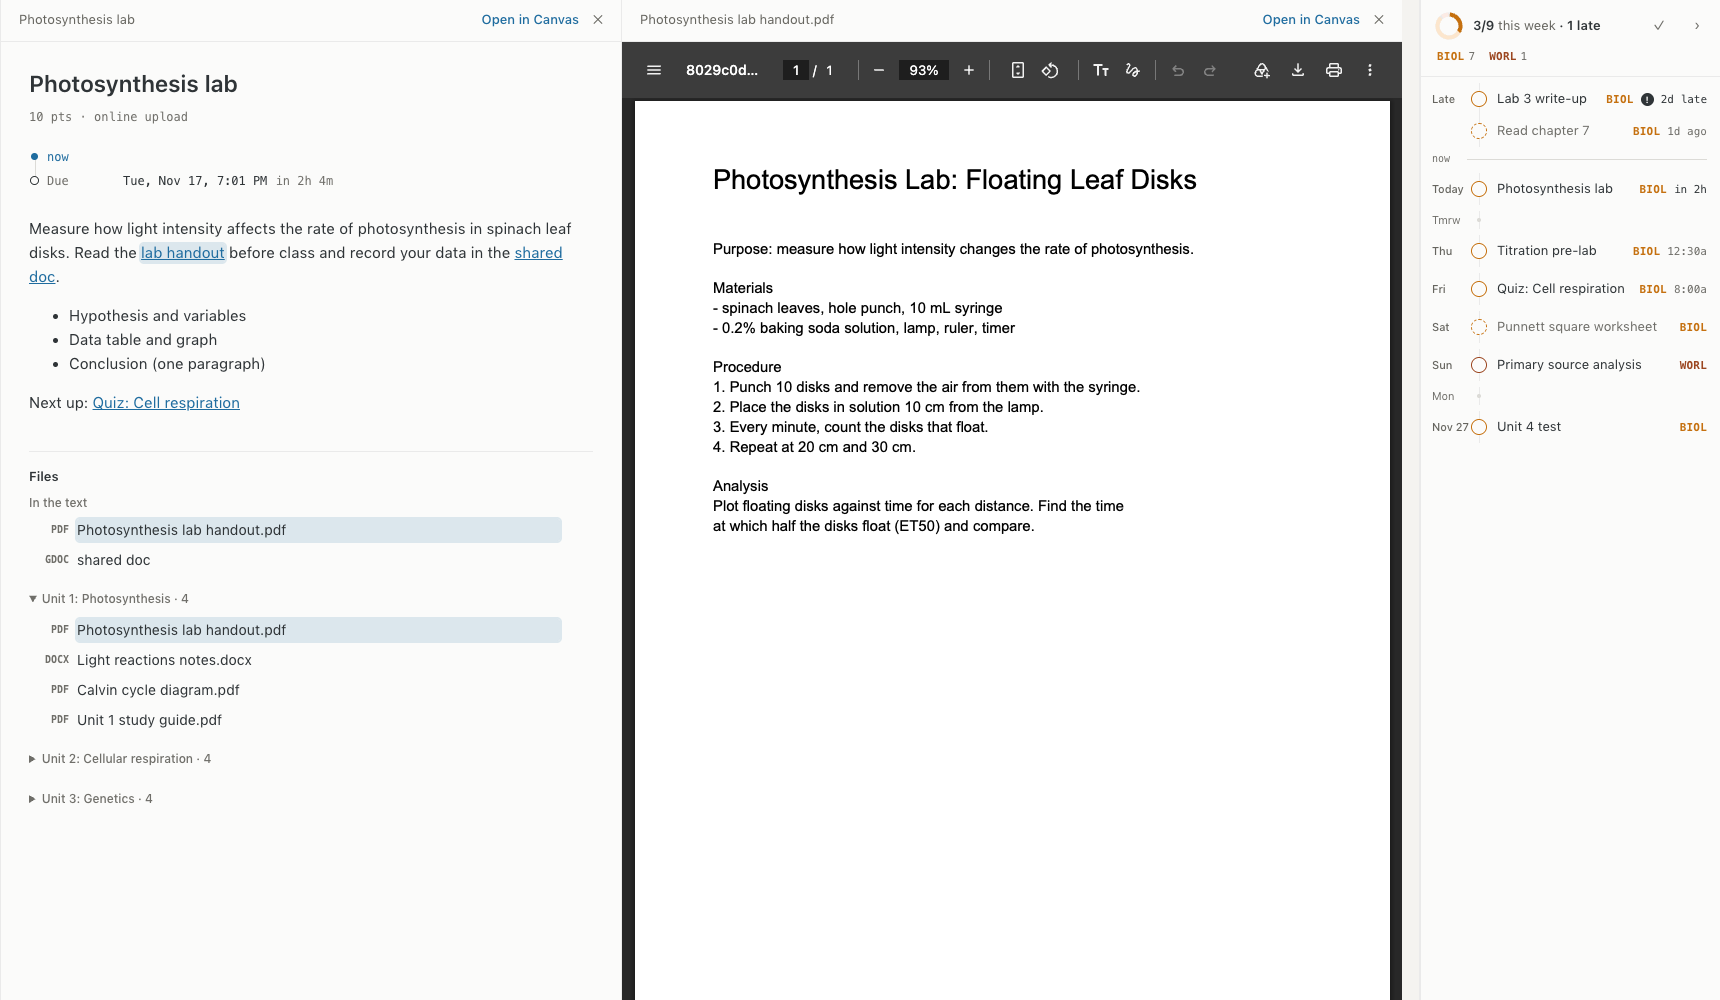 Photosynthesis lab
Open in Canvas
Photosynthesis lab
10 pts · online upload
now
Due Tue, Nov 17, 7:01 PM in 2h 4m
Measure how light intensity affects the rate of photosynthesis in spinach leaf
disks. Read the lab handout before class and record your data in the shared
doc.
• Hypothesis and variables
• Data table and graph
• Conclusion (one paragraph)
Next up: Quiz: Cell respiration
Files
In the text
PDF Photosynthesis lab handout.pdf
GDOC shared doc
Unit 1: Photosynthesis · 4
PDF Photosynthesis lab handout.pdf
DOCX Light reactions notes.docx
PDF Calvin cycle diagram.pdf
PDF Unit 1 study guide.pdf
Unit 2: Cellular respiration · 4
Unit 3: Genetics · 4
Photosynthesis lab handout.pdf
Open in Canvas
8029c0d... 1 / 1 93%
Photosynthesis Lab: Floating Leaf Disks
Purpose: measure how light intensity changes the rate of photosynthesis.
Materials
- spinach leaves, hole punch, 10 mL syringe
- 0.2% baking soda solution, lamp, ruler, timer
Procedure
1. Punch 10 disks and remove the air from them with the syringe.
2. Place the disks in solution 10 cm from the lamp.
3. Every minute, count the disks that float.
4. Repeat at 20 cm and 30 cm.
Analysis
Plot floating disks against time for each distance. Find the time
at which half the disks float (ET50) and compare.
3/9 this week · 1 late
BIOL 7 WORL 1
Late Lab 3 write-up BIOL ! 2d late
Read chapter 7 BIOL 1d ago
now
Today Photosynthesis lab BIOL in 2h
Tmrw
Thu Titration pre-lab BIOL 12:30a
Fri Quiz: Cell respiration BIOL 8:00a
Sat Punnett square worksheet BIOL
Sun Primary source analysis WORL
Mon
Nov 27 Unit 4 test BIOL